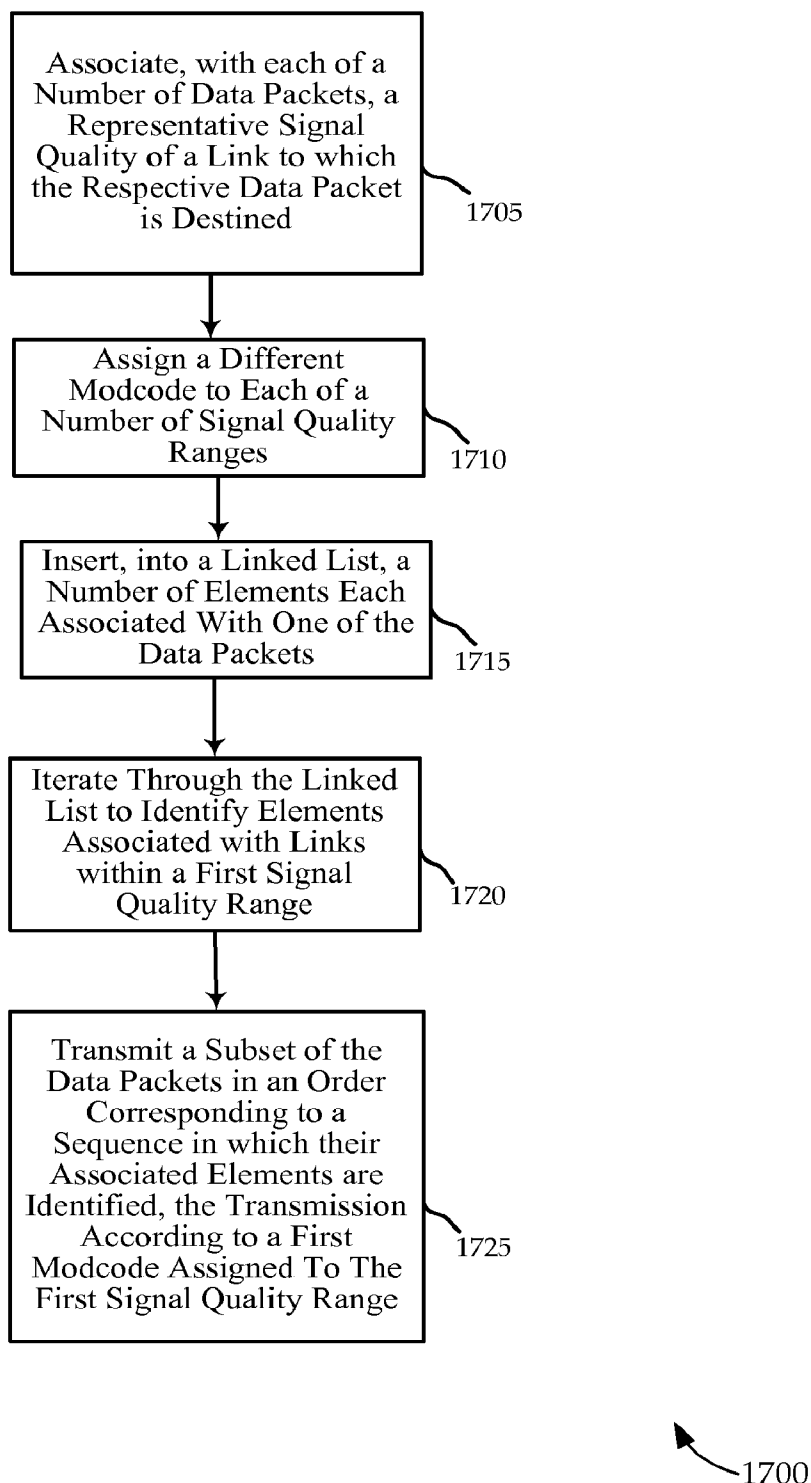 Associate, with each of a
Number of Data Packets, a
Representative Signal
Quality of a Link to which
the Respective Data Packet
is Destined
1705
Assign a Different
Modcode to Each of a
Number of Signal Quality
Ranges
1710
Insert, into a Linked List, a
Number of Elements Each
Associated With One of the
Data Packets
1715
Iterate Through the Linked
List to Identify Elements
Associated with Links
within a First Signal
Quality Range
1720
Transmit a Subset of the
Data Packets in an Order
Corresponding to a
Sequence in which their
Associated Elements are
Identified, the Transmission
According to a First
Modcode Assigned To The
First Signal Quality Range
1725
1700